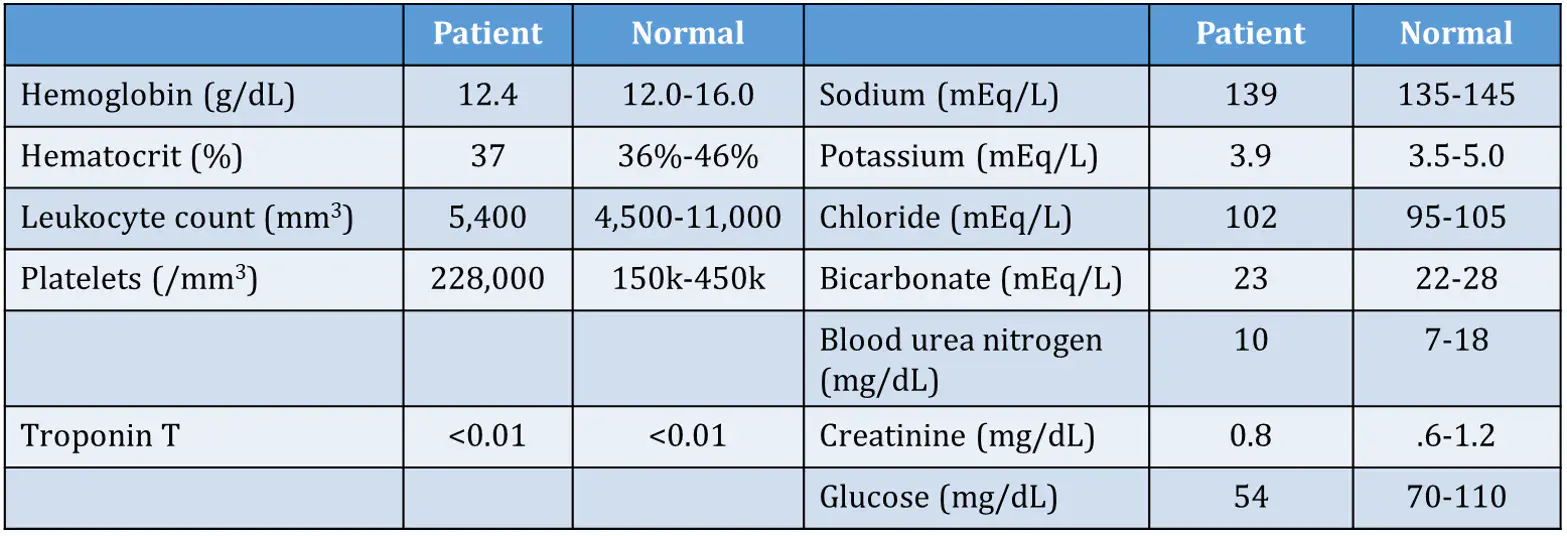 Patient Normal Patient Normal
Hemoglobin (g/dL) 12.4 12.0-16.0 Sodium (mEq/L) 139 135-145
Hematocrit (%) 37 36%-46% Potassium (mEq/L) 3.9 3.5-5.0
Leukocyte count (mm³) 5,400 4,500-11,000 Chloride (mEq/L) 102 95-105
Platelets (/mm³) 228,000 150k-450k Bicarbonate (mEq/L) 23 22-28
Blood urea nitrogen 10 7-18
(mg/dL)
Troponin T <0.01 <0.01 Creatinine (mg/dL) 0.8 .6-1.2
Glucose (mg/dL) 54 70-110